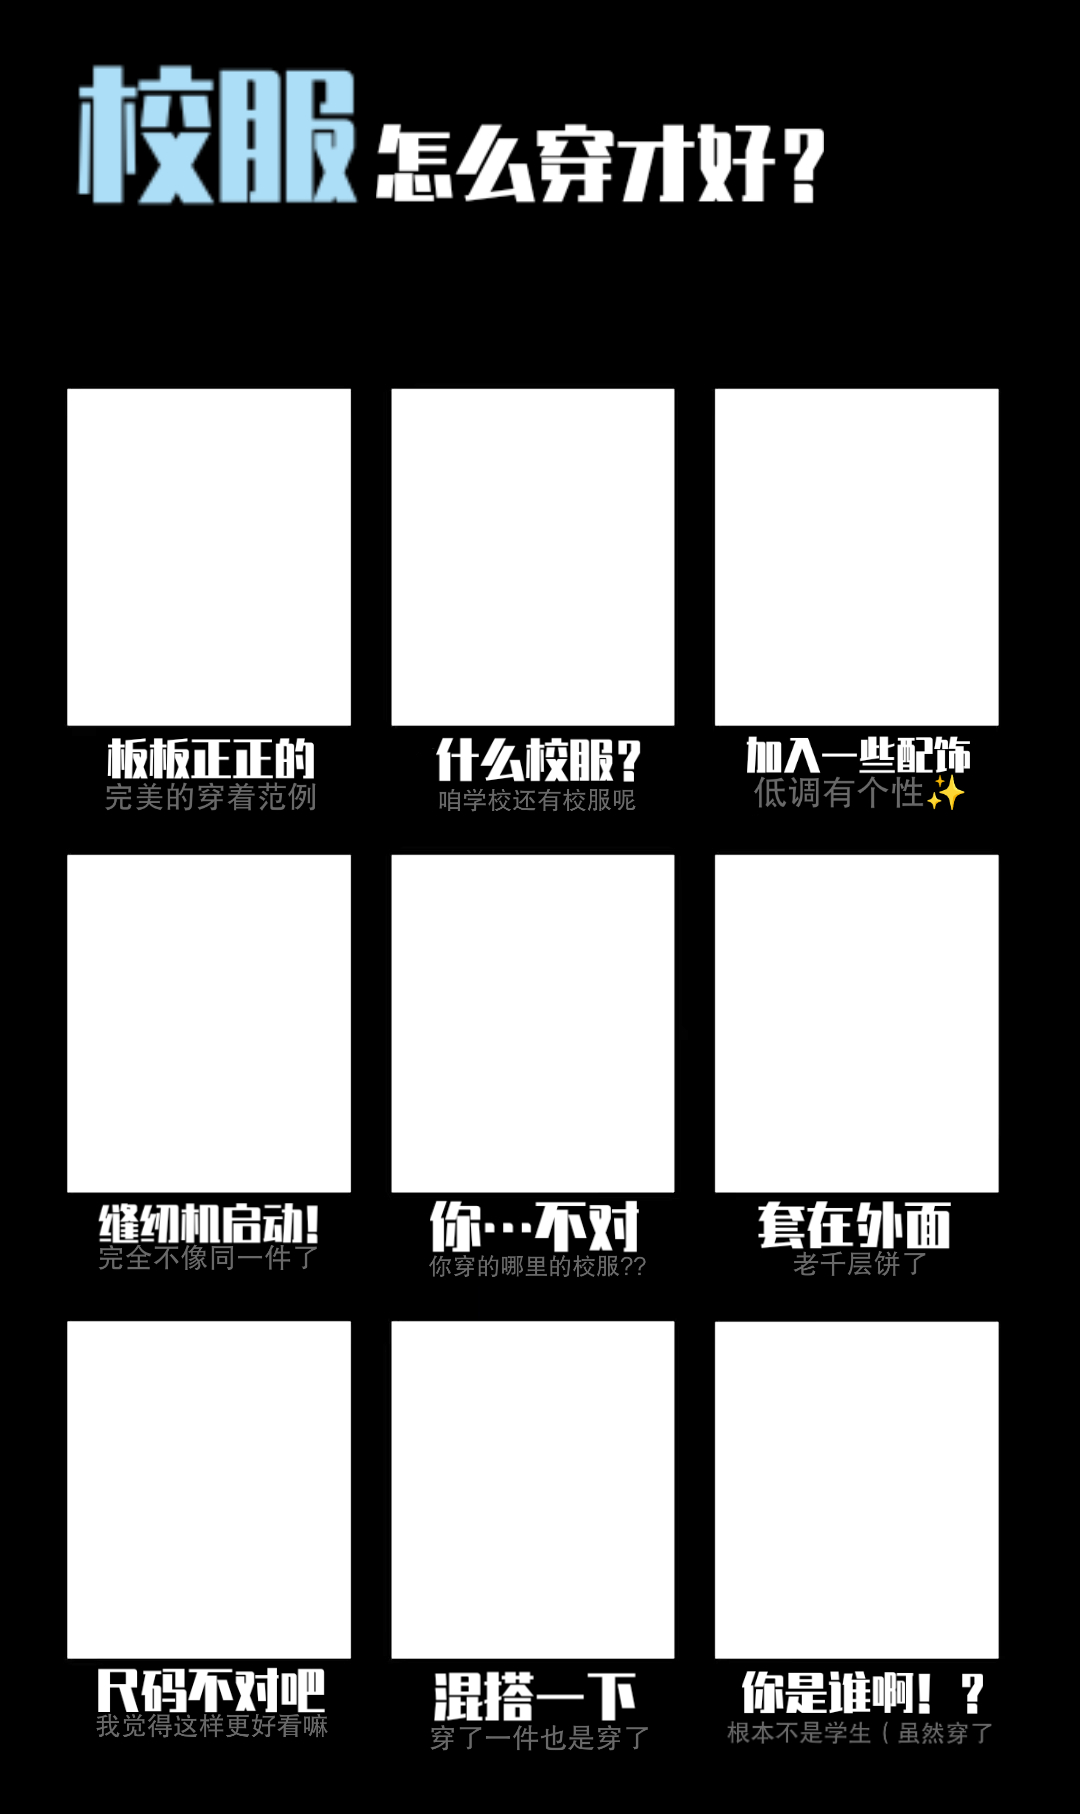 校服怎么穿才好？
板板正正的
完美的穿着范例
什么校服？
咱学校还有校服呢
加入一些配饰
低调有个性✨
缝纫机启动！
完全不像同一件了
你…不对
你穿的哪里的校服??
套在外面
老千层饼了
尺码不对吧
我觉得这样更好看嘛
混搭一下
穿了一件也是穿了
你是谁啊！？
根本不是学生（虽然穿了